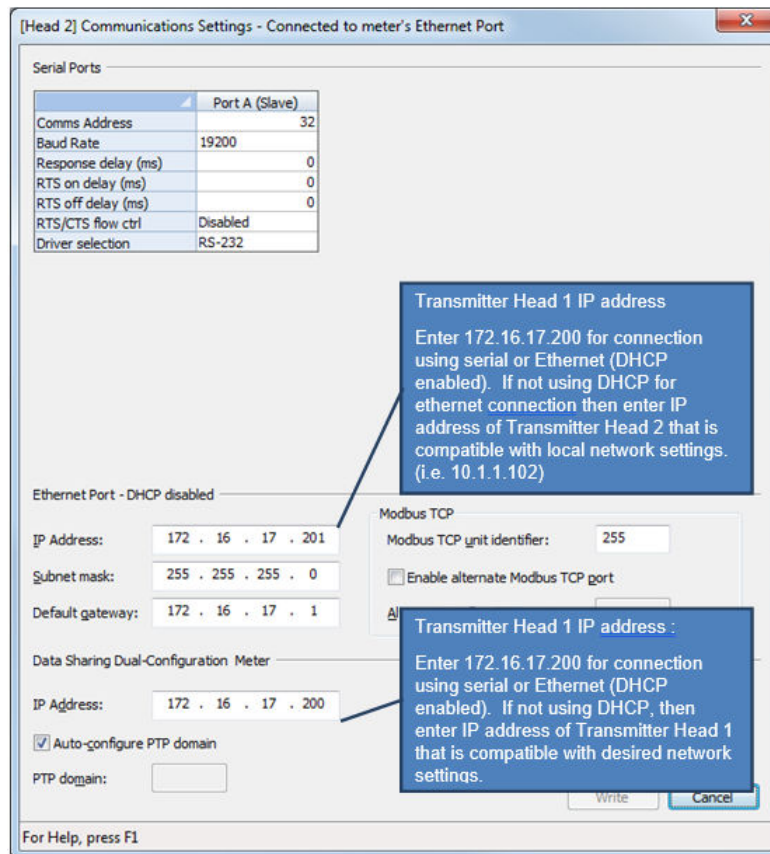 [Head 2] Communications Settings - Connected to meter's Ethernet Port
Serial Ports
Port A (Slave)
Comms Address 32
Baud Rate 19200
Response delay (ms) 0
RTS on delay (ms) 0
RTS off delay (ms) 0
RTS/CTS flow ctrl Disabled
Driver selection RS-232
Transmitter Head 1 IP address
Enter 172.16.17.200 for connection
using serial or Ethernet (DHCP
enabled). If not using DHCP for
ethernet connection then enter IP
address of Transmitter Head 2 that is
compatible with local network settings.
(i.e. 10.1.1.102)
Ethernet Port - DHCP disabled
IP Address: 172 . 16 . 17 . 201
Subnet mask: 255 . 255 . 255 . 0
Default gateway: 172 . 16 . 17 . 1
Modbus TCP
Modbus TCP unit identifier: 255
Enable alternate Modbus TCP port
Transmitter Head 1 IP address :
Enter 172.16.17.200 for connection
using serial or Ethernet (DHCP
enabled). If not using DHCP, then
enter IP address of Transmitter Head 1
that is compatible with desired network
settings.
Data Sharing Dual-Configuration Meter
IP Address: 172 . 16 . 17 . 200
Auto-configure PTP domain
PTP domain:
Write Cancel
For Help, press F1